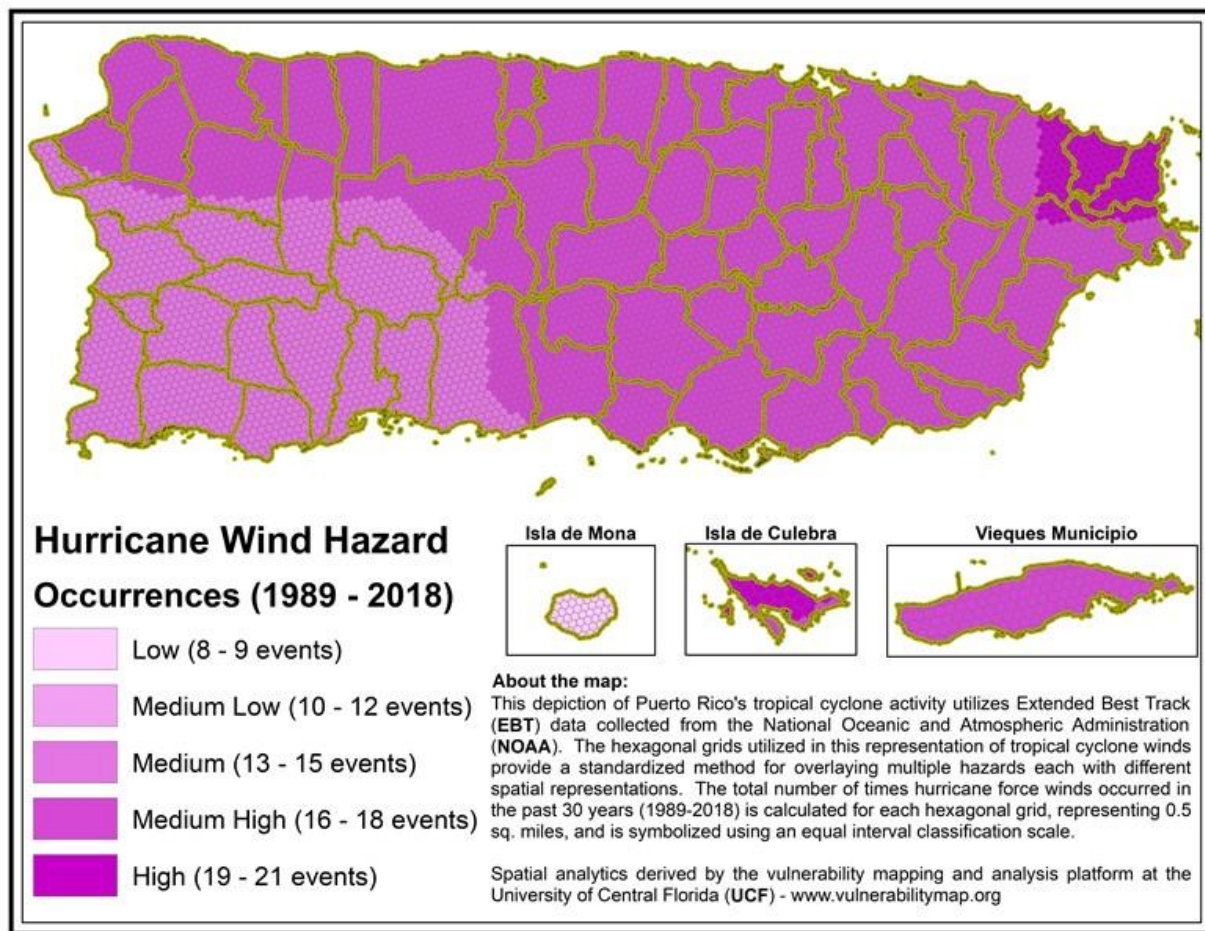 Hurricane Wind Hazard
Occurrences (1989 - 2018)
Low (8 - 9 events)
Medium Low (10 - 12 events)
Medium (13 - 15 events)
Medium High (16 - 18 events)
High (19 - 21 events)
Isla de Mona
Isla de Culebra
Vieques Municipio
About the map:
This depiction of Puerto Rico's tropical cyclone activity utilizes Extended Best Track
(EBT) data collected from the National Oceanic and Atmospheric Administration
(NOAA). The hexagonal grids utilized in this representation of tropical cyclone winds
provide a standardized method for overlaying multiple hazards each with different
spatial representations. The total number of times hurricane force winds occurred in
the past 30 years (1989-2018) is calculated for each hexagonal grid, representing 0.5
sq. miles, and is symbolized using an equal interval classification scale.
Spatial analytics derived by the vulnerability mapping and analysis platform at the
University of Central Florida (UCF) - www.vulnerabilitymap.org